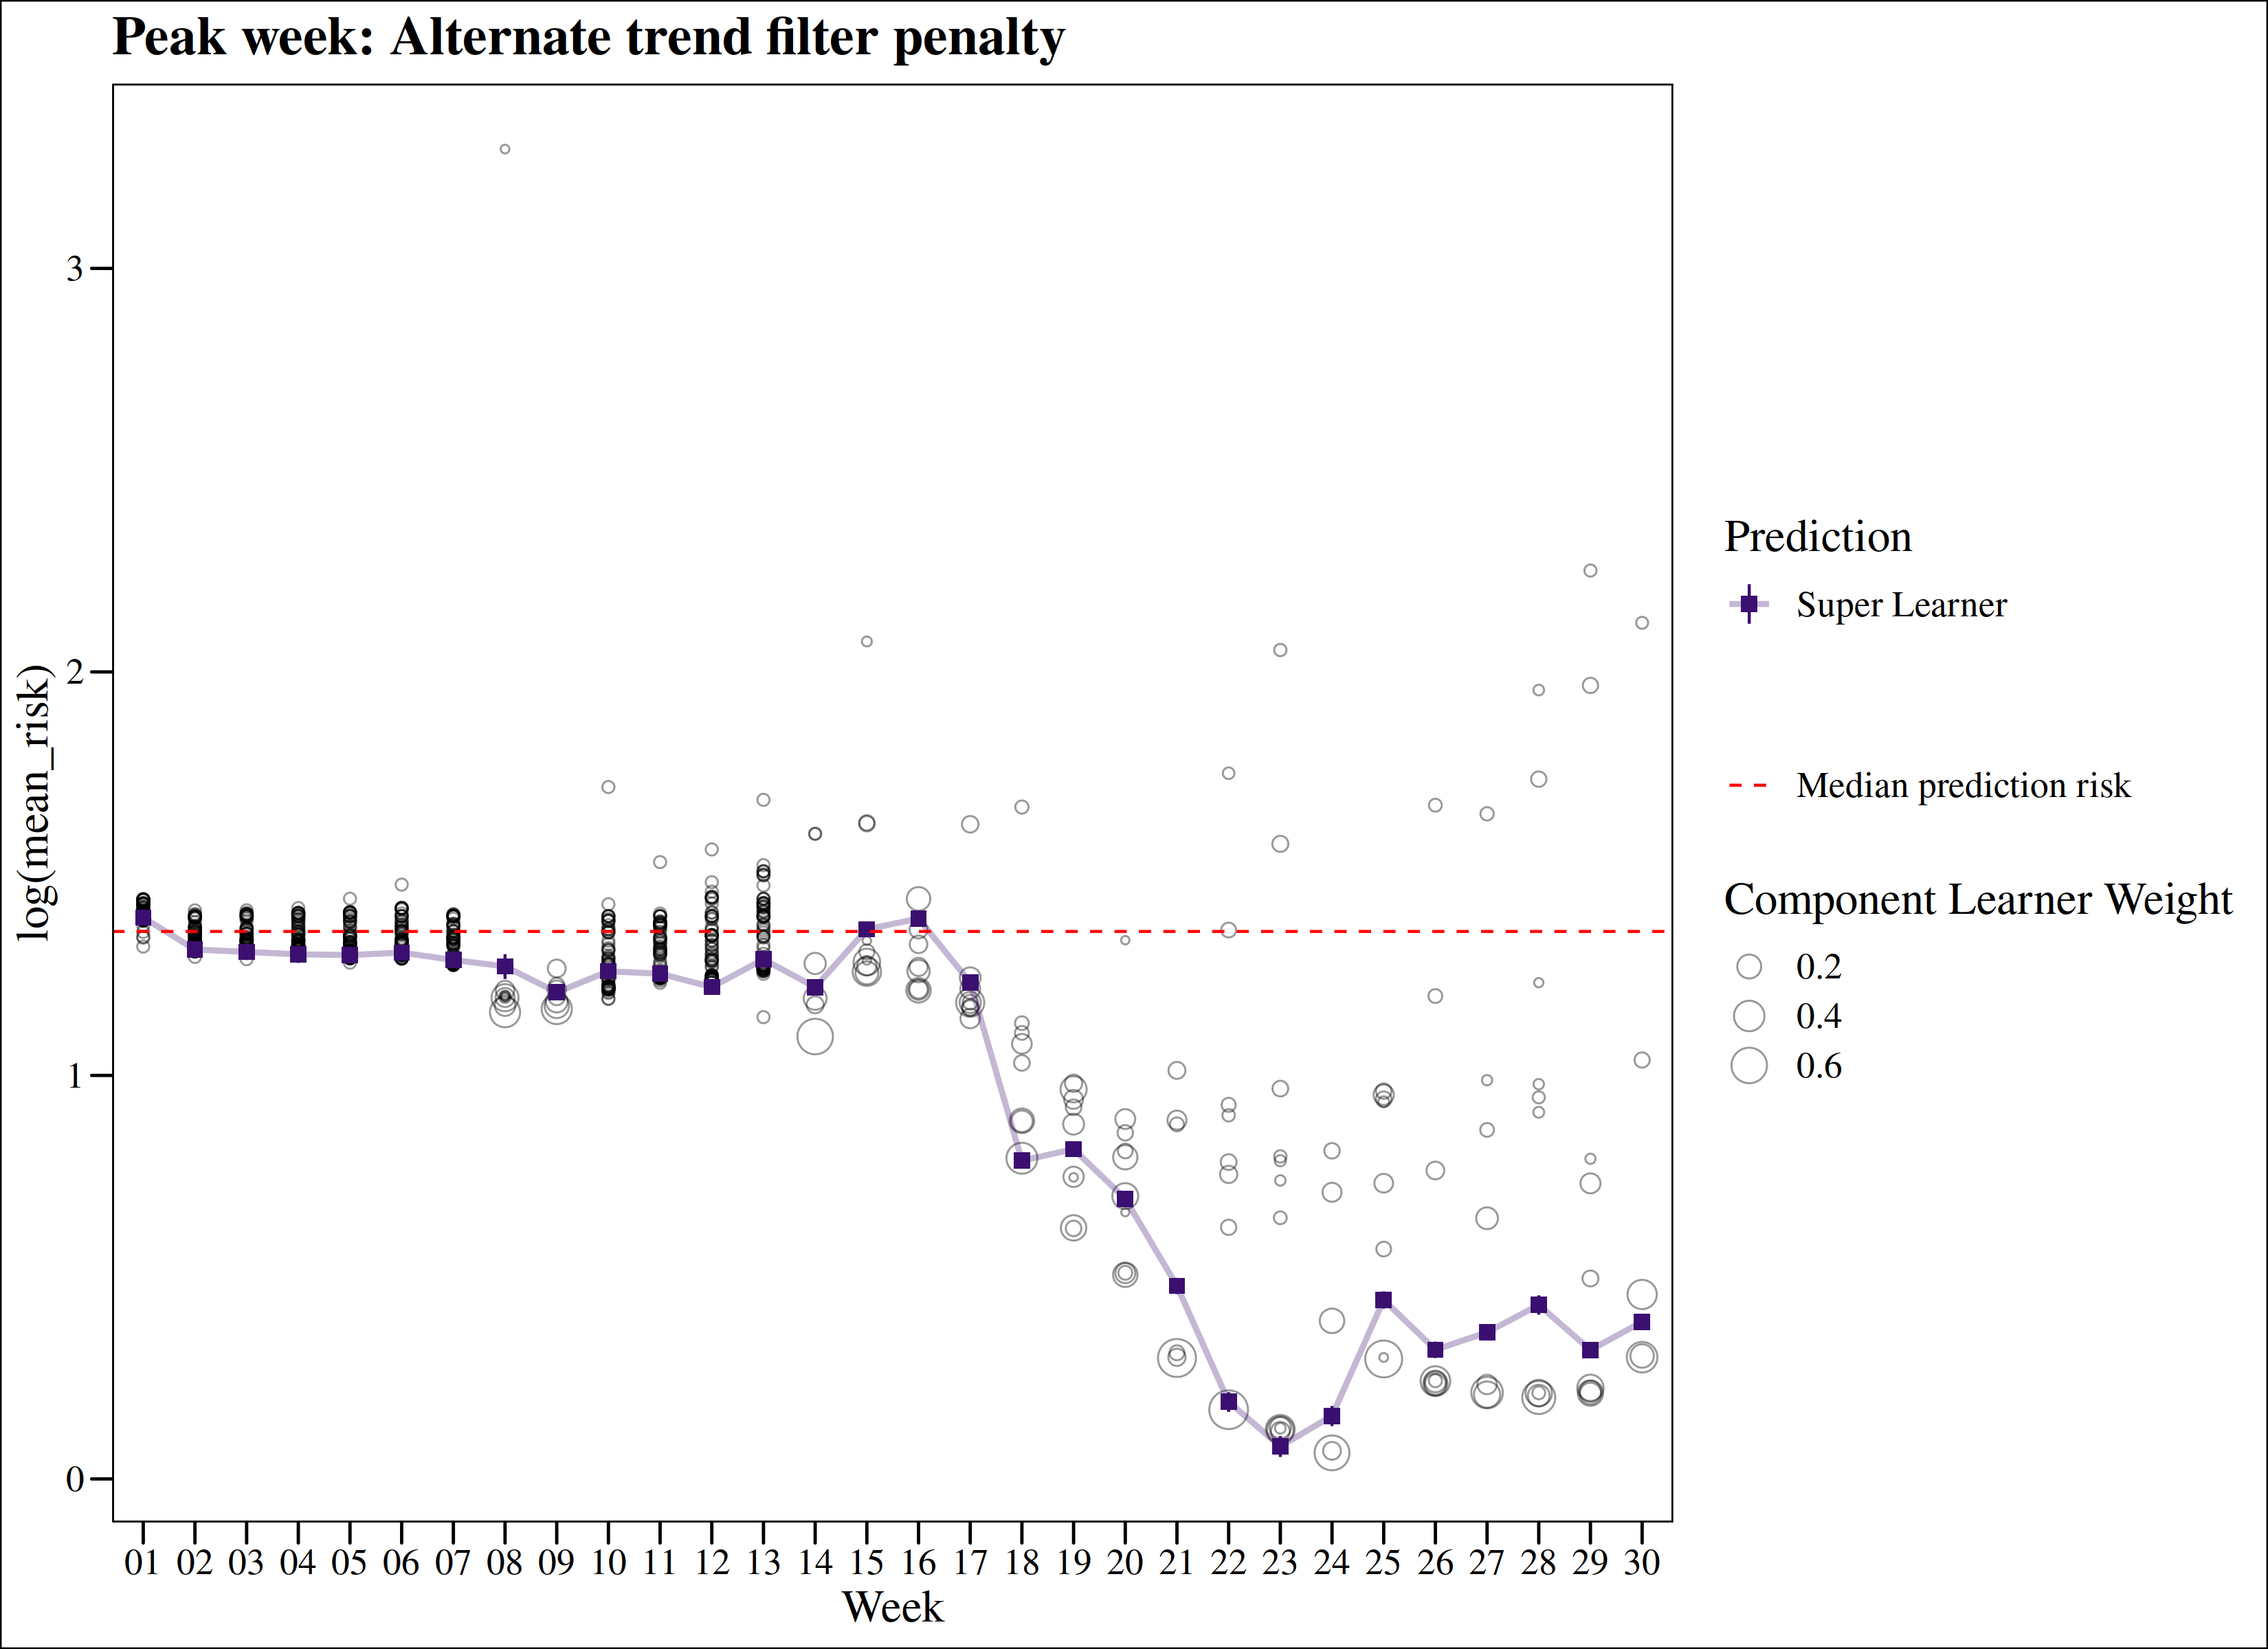 Peak week: Alternate trend filter penalty
log(mean_risk)
3
2
1
0
01 02 03 04 05 06 07 08 09 10 11 12 13 14 15 16 17 18 19 20 21 22 23 24 25 26 27 28 29 30
Week
Prediction
Super Learner
Median prediction risk
Component Learner Weight
0.2
0.4
0.6